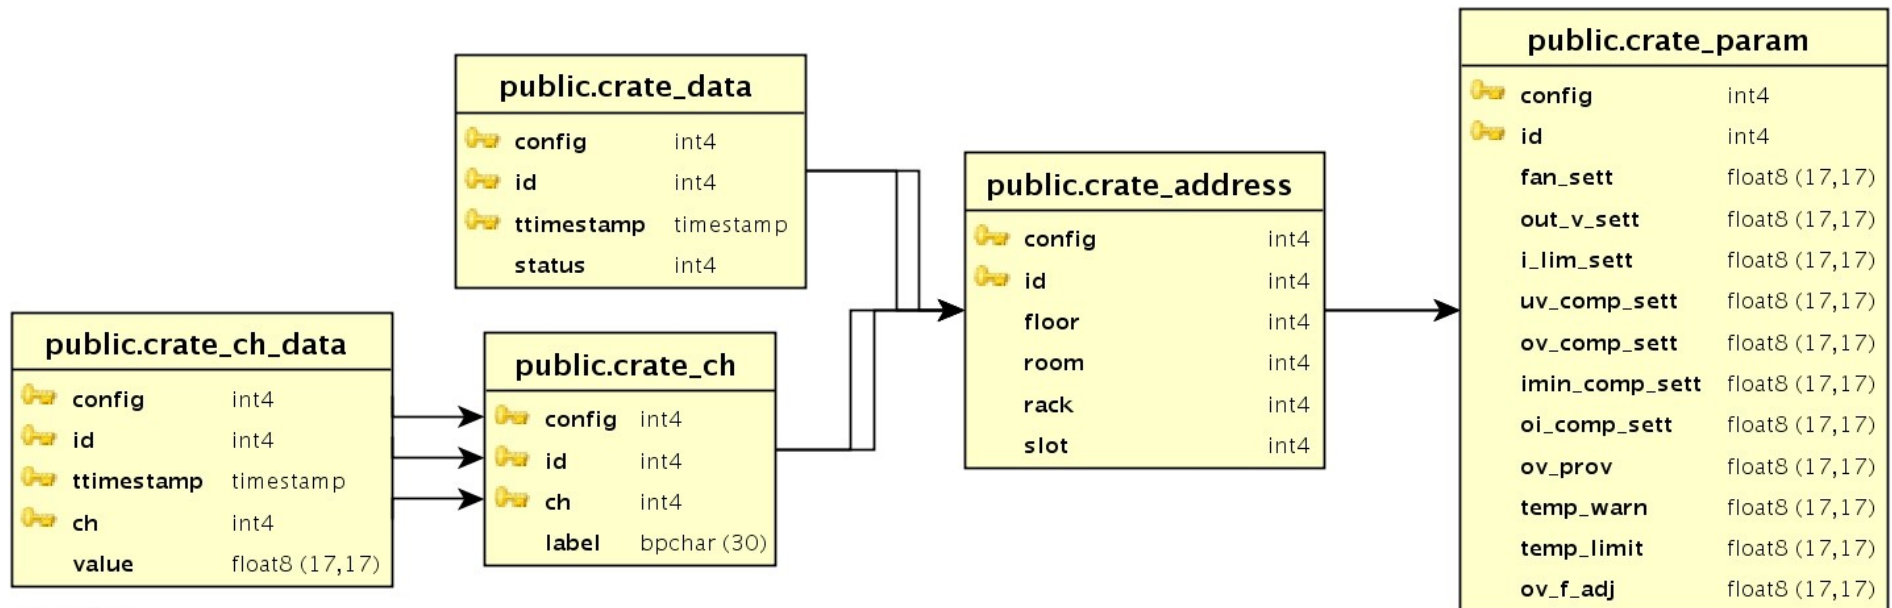 public.crate_data
config int4
id int4
ttimestamp timestamp
status int4
public.crate_ch_data
config int4
id int4
ttimestamp timestamp
ch int4
value float8 (17,17)
public.crate_ch
config int4
id int4
ch int4
label bpchar (30)
public.crate_address
config int4
id int4
floor int4
room int4
rack int4
slot int4
public.crate_param
config int4
id int4
fan_sett float8 (17,17)
out_v_sett float8 (17,17)
i_lim_sett float8 (17,17)
uv_comp_sett float8 (17,17)
ov_comp_sett float8 (17,17)
imin_comp_sett float8 (17,17)
oi_comp_sett float8 (17,17)
ov_prov float8 (17,17)
temp_warn float8 (17,17)
temp_limit float8 (17,17)
ov_f_adj float8 (17,17)